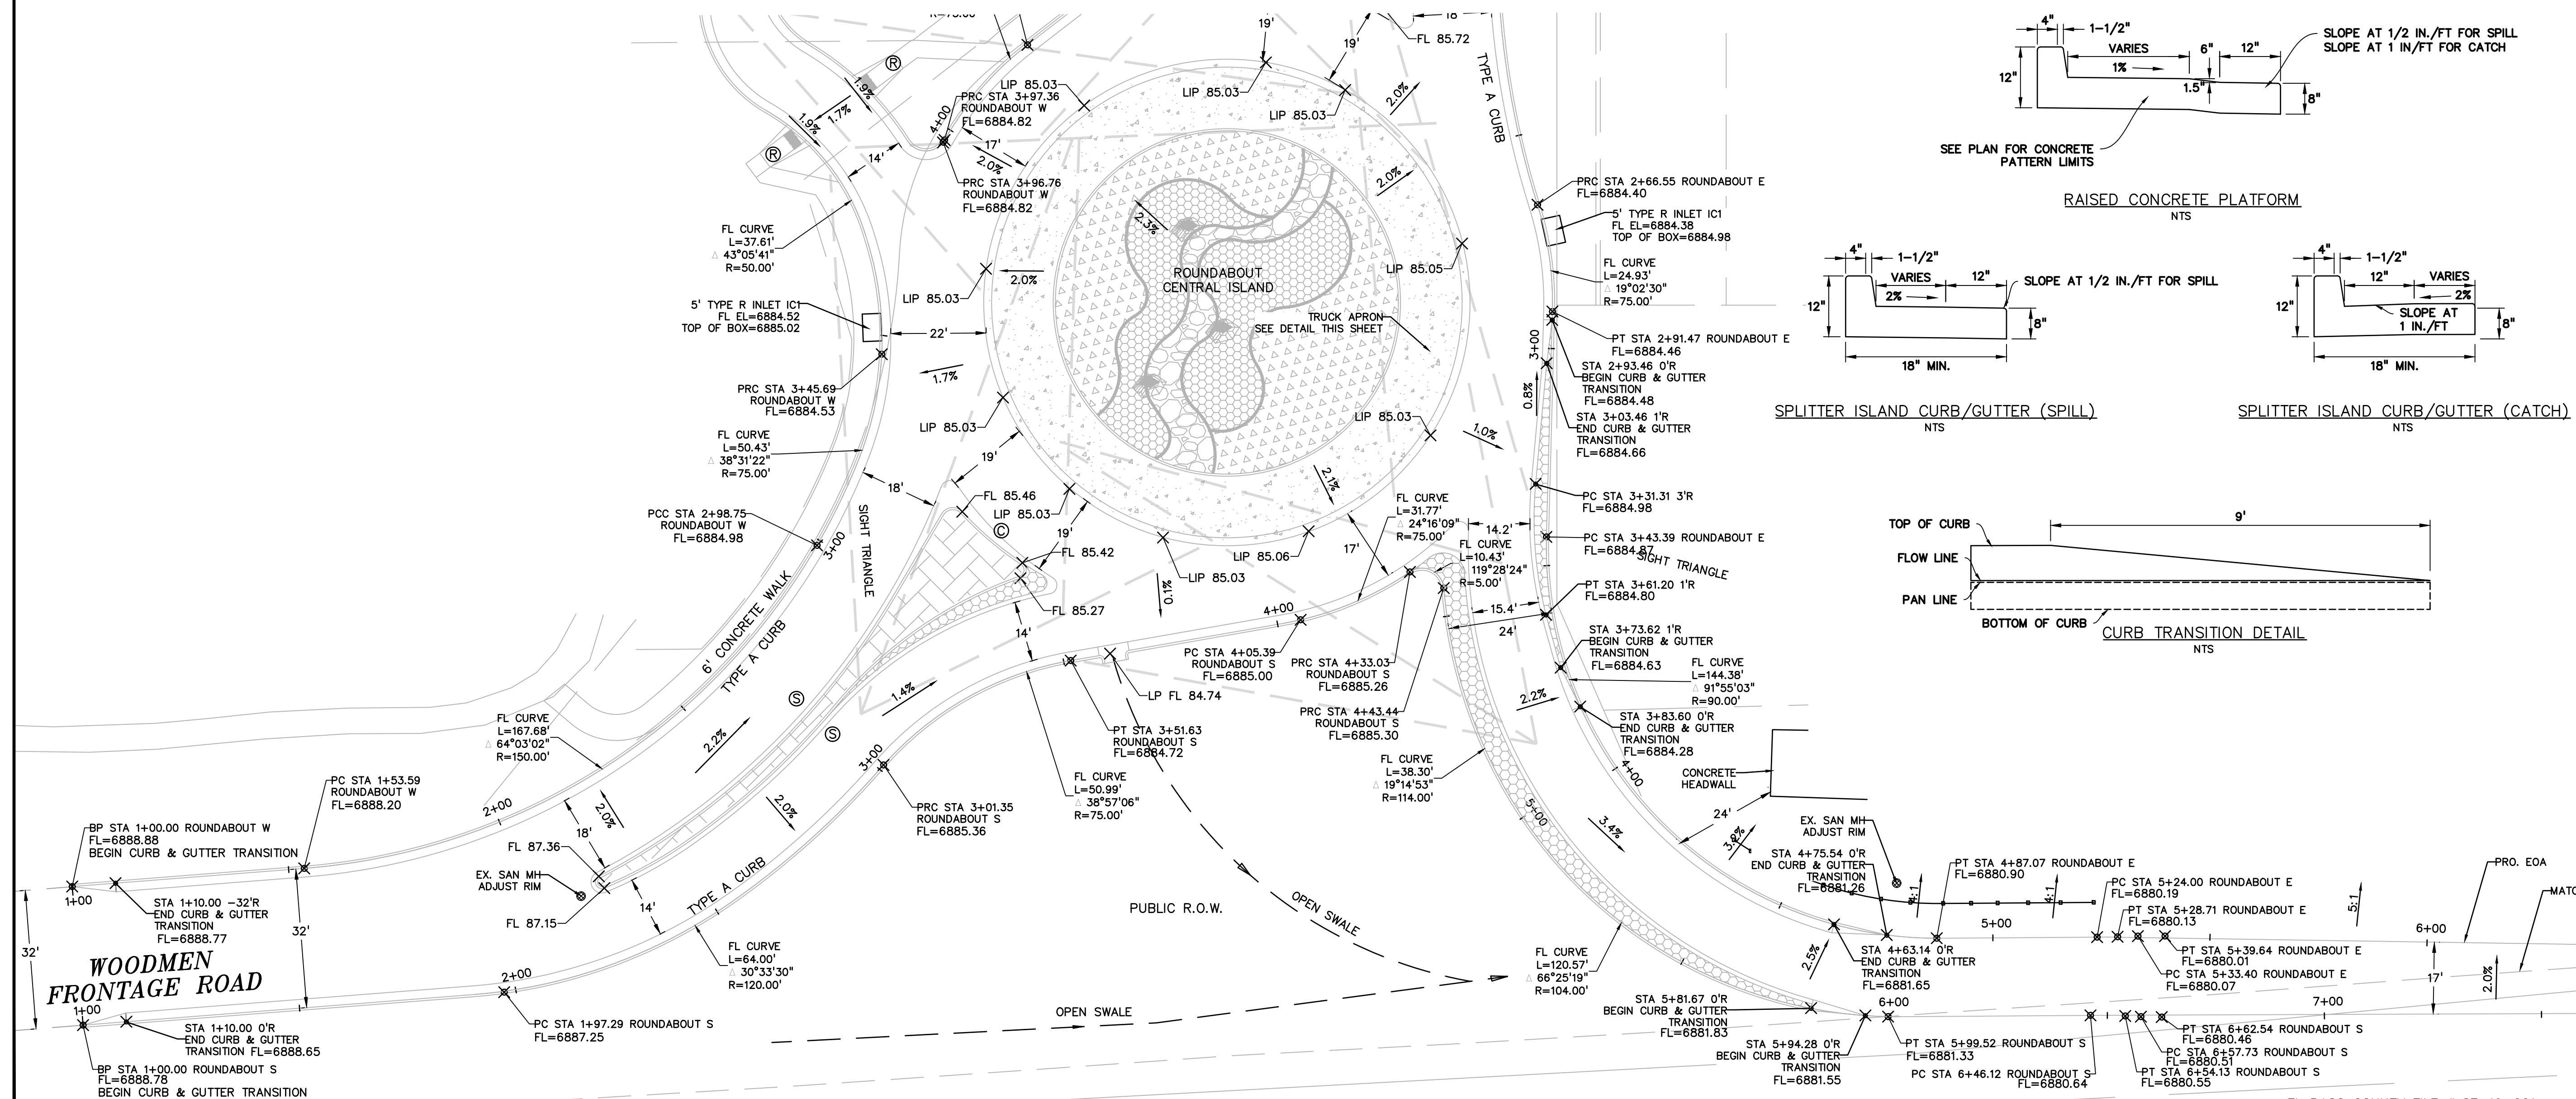 19'
18'
FL 85.72
19'
TYPE A CURB
LIP 85.03
PRC STA 3+97.36
ROUNDABOUT W
FL=6884.82
4+00
LIP 85.03
LIP 85.03
2.0%
1.9%
1.7%
1.9%
R
R
14'
17'
2.0%
PRC STA 3+96.76
ROUNDABOUT W
FL=6884.82
2.0%
2.3%
FL CURVE
L=37.61'
Δ 43°05'41"
R=50.00'
ROUNDABOUT
CENTRAL ISLAND
LIP 85.05
2.0%
LIP 85.03
5' TYPE R INLET IC1
FL EL=6884.52
TOP OF BOX=6885.02
22'
TRUCK APRON
SEE DETAIL THIS SHEET
1.7%
PRC STA 3+45.69
ROUNDABOUT W
FL=6884.53
LIP 85.03
LIP 85.03
1.0%
FL CURVE
L=50.43'
Δ 38°31'22"
R=75.00'
19'
18'
2.1%
PRC STA 2+66.55 ROUNDABOUT E
FL=6884.40
5' TYPE R INLET IC1
FL EL=6884.38
TOP OF BOX=6884.98
FL CURVE
L=24.93'
Δ 19°02'30"
R=75.00'
3+00
PT STA 2+91.47 ROUNDABOUT E
FL=6884.46
STA 2+93.46 0'R
BEGIN CURB & GUTTER
TRANSITION
FL=6884.48
0.8%
STA 3+03.46 1'R
END CURB & GUTTER
TRANSITION
FL=6884.66
PC STA 3+31.31 3'R
FL=6884.98
PC STA 3+43.39 ROUNDABOUT E
FL=6884.87
SIGHT TRIANGLE
PT STA 3+61.20 1'R
FL=6884.80
STA 3+73.62 1'R
BEGIN CURB & GUTTER
TRANSITION
FL=6884.63
FL CURVE
L=144.38'
Δ 91°55'03"
R=90.00'
STA 3+83.60 0'R
END CURB & GUTTER
TRANSITION
FL=6884.28
FL 85.46
LIP 85.03
C
19'
FL 85.42
PCC STA 2+98.75
ROUNDABOUT W
FL=6884.98
3+00
SIGHT TRIANGLE
6' CONCRETE WALK
TYPE A CURB
LIP 85.06
LIP 85.03
17'
FL CURVE
L=31.77'
Δ 24°16'09"
R=75.00'
14.2'
FL CURVE
L=10.43'
119°28'24"
R=5.00'
15.4'
24'
0.1%
FL 85.27
14'
4+00
PC STA 4+05.39
ROUNDABOUT S
FL=6885.00
PRC STA 4+33.03
ROUNDABOUT S
FL=6885.26
PRC STA 4+43.44
ROUNDABOUT S
FL=6885.30
2.2%
LP FL 84.74
PT STA 3+51.63
ROUNDABOUT S
FL=6884.72
1.4%
S
S
2.2%
FL CURVE
L=167.68'
Δ 64°03'02"
R=150.00'
3+00
PRC STA 3+01.35
ROUNDABOUT S
FL=6885.36
FL CURVE
L=50.99'
Δ 38°57'06"
R=75.00'
FL CURVE
L=38.30'
Δ 19°14'53"
R=114.00'
5+00
4+00
CONCRETE
HEADWALL
24'
3.4%
PC STA 1+53.59
ROUNDABOUT W
FL=6888.20
2+00
18'
2.0%
2.0%
BP STA 1+00.00 ROUNDABOUT W
FL=6888.88
BEGIN CURB & GUTTER TRANSITION
1+00
STA 1+10.00 -32'R
END CURB & GUTTER
TRANSITION
FL=6888.77
32'
32'
WOODMEN
FRONTAGE ROAD
FL 87.36
EX. SAN MH
ADJUST RIM
FL 87.15
14'
TYPE A CURB
FL CURVE
L=64.00'
Δ 30°33'30"
R=120.00'
2+00
PC STA 1+97.29 ROUNDABOUT S
FL=6887.25
1+00
STA 1+10.00 0'R
END CURB & GUTTER
TRANSITION FL=6888.65
BP STA 1+00.00 ROUNDABOUT S
FL=6888.78
BEGIN CURB & GUTTER TRANSITION
PUBLIC R.O.W.
OPEN SWALE
OPEN SWALE
FL CURVE
L=120.57'
Δ 66°25'19"
R=104.00'
EX. SAN MH
ADJUST RIM
STA 4+75.54 0'R
END CURB & GUTTER
TRANSITION
FL=6881.26
4:1
4:1
5:1
PT STA 4+87.07 ROUNDABOUT E
FL=6880.90
PC STA 5+24.00 ROUNDABOUT E
FL=6880.19
PT STA 5+28.71 ROUNDABOUT E
FL=6880.13
PRO. EOA
5+00
6+00
2.5%
STA 4+63.14 0'R
END CURB & GUTTER
TRANSITION
FL=6881.65
PT STA 5+39.64 ROUNDABOUT E
FL=6880.01
PC STA 5+33.40 ROUNDABOUT E
FL=6880.07
17'
2.0%
STA 5+81.67 0'R
BEGIN CURB & GUTTER
TRANSITION
FL=6881.83
6+00
7+00
STA 5+94.28 0'R
BEGIN CURB & GUTTER
TRANSITION
FL=6881.55
PT STA 5+99.52 ROUNDABOUT S
FL=6881.33
PC STA 6+46.12 ROUNDABOUT S
FL=6880.64
PT STA 6+62.54 ROUNDABOUT S
FL=6880.46
PC STA 6+57.73 ROUNDABOUT S
FL=6880.51
PT STA 6+54.13 ROUNDABOUT S
FL=6880.55
4"
1-1/2"
VARIES
6"
12"
1%
12"
1.5"
8"
SLOPE AT 1/2 IN./FT FOR SPILL
SLOPE AT 1 IN/FT FOR CATCH
SEE PLAN FOR CONCRETE
PATTERN LIMITS
RAISED CONCRETE PLATFORM
NTS
4"
1-1/2"
VARIES
12"
2%
12"
8"
SLOPE AT 1/2 IN./FT FOR SPILL
18" MIN.
SPLITTER ISLAND CURB/GUTTER (SPILL)
NTS
4"
1-1/2"
12"
VARIES
2%
12"
SLOPE AT
1 IN./FT
8"
18" MIN.
SPLITTER ISLAND CURB/GUTTER (CATCH)
NTS
9'
TOP OF CURB
FLOW LINE
PAN LINE
BOTTOM OF CURB
CURB TRANSITION DETAIL
NTS